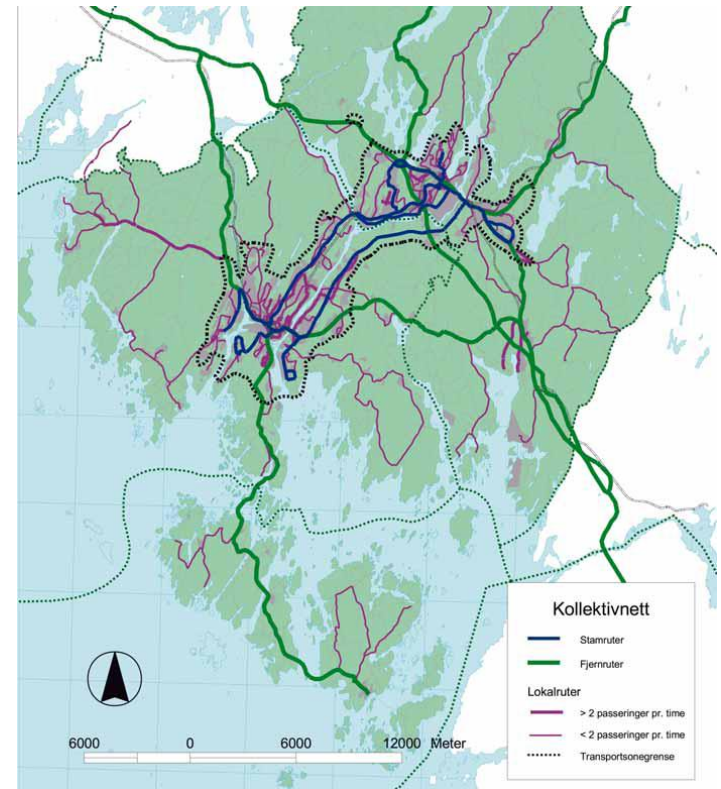 Kollektivnett
Stamruter
Fjernruter
Lokalruter
> 2 passeringer pr. time
< 2 passeringer pr. time
Transportsonegrense
6000 0 6000 12000 Meter